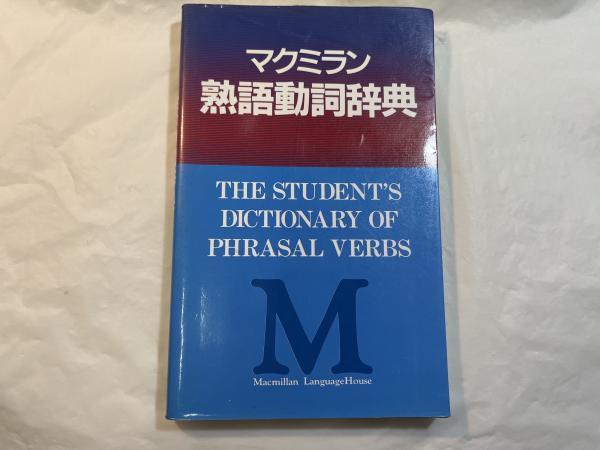 マクミラン
熟語動詞辞典
THE STUDENT'S
DICTIONARY OF
PHRASAL VERBS
M
Macmillan LanguageHouse